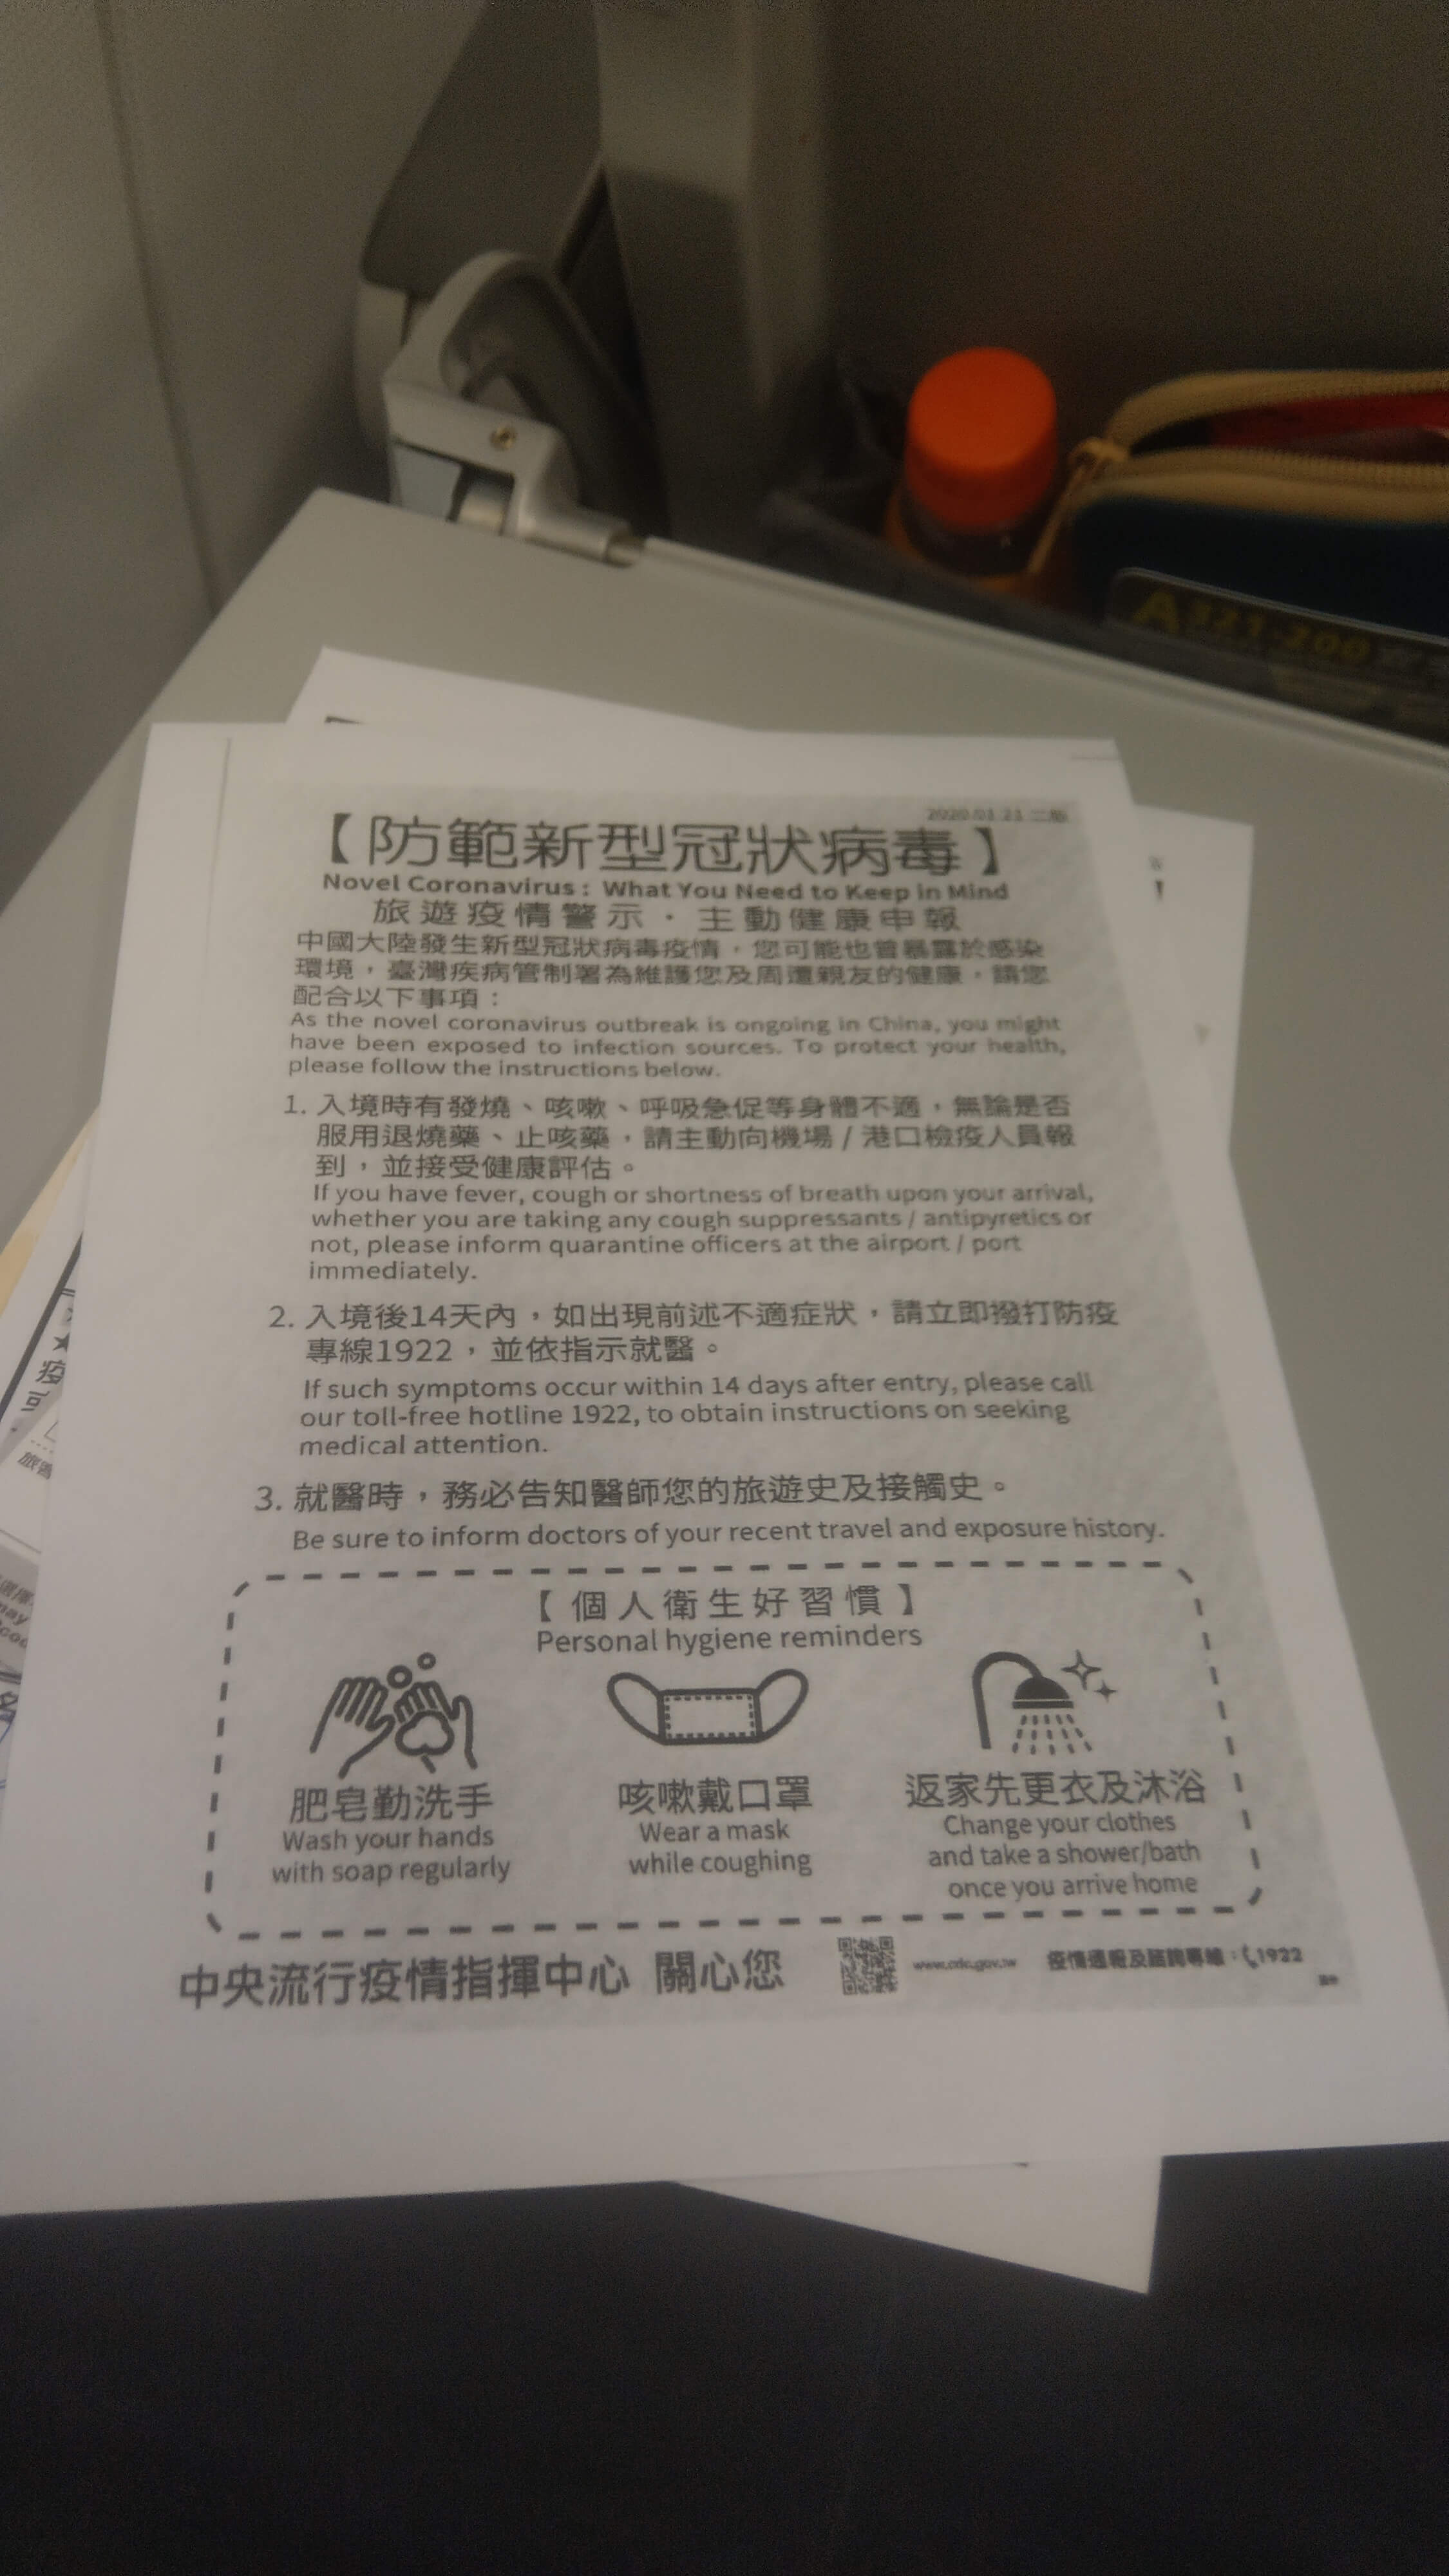 A321-200
2020.01.21 二版
【防範新型冠狀病毒】
Novel Coronavirus : What You Need to Keep in Mind
旅遊疫情警示・主動健康申報
中國大陸發生新型冠狀病毒疫情，您可能也曾暴露於感染
環境，臺灣疾病管制署為維護您及周遭親友的健康，請您
配合以下事項：
As the novel coronavirus outbreak is ongoing in China, you might
have been exposed to infection sources. To protect your health,
please follow the instructions below.
1. 入境時有發燒、咳嗽、呼吸急促等身體不適，無論是否
服用退燒藥、止咳藥，請主動向機場 / 港口檢疫人員報
到，並接受健康評估。
If you have fever, cough or shortness of breath upon your arrival,
whether you are taking any cough suppressants / antipyretics or
not, please inform quarantine officers at the airport / port
immediately.
2. 入境後14天內，如出現前述不適症狀，請立即撥打防疫
專線1922，並依指示就醫。
If such symptoms occur within 14 days after entry, please call
our toll-free hotline 1922, to obtain instructions on seeking
medical attention.
3. 就醫時，務必告知醫師您的旅遊史及接觸史。
Be sure to inform doctors of your recent travel and exposure history.
【個人衛生好習慣】
Personal hygiene reminders
肥皂勤洗手
Wash your hands
with soap regularly
咳嗽戴口罩
Wear a mask
while coughing
返家先更衣及沐浴
Change your clothes
and take a shower/bath
once you arrive home
中央流行疫情指揮中心 關心您
www.cdc.gov.tw 疫情通報及諮詢專線：1922